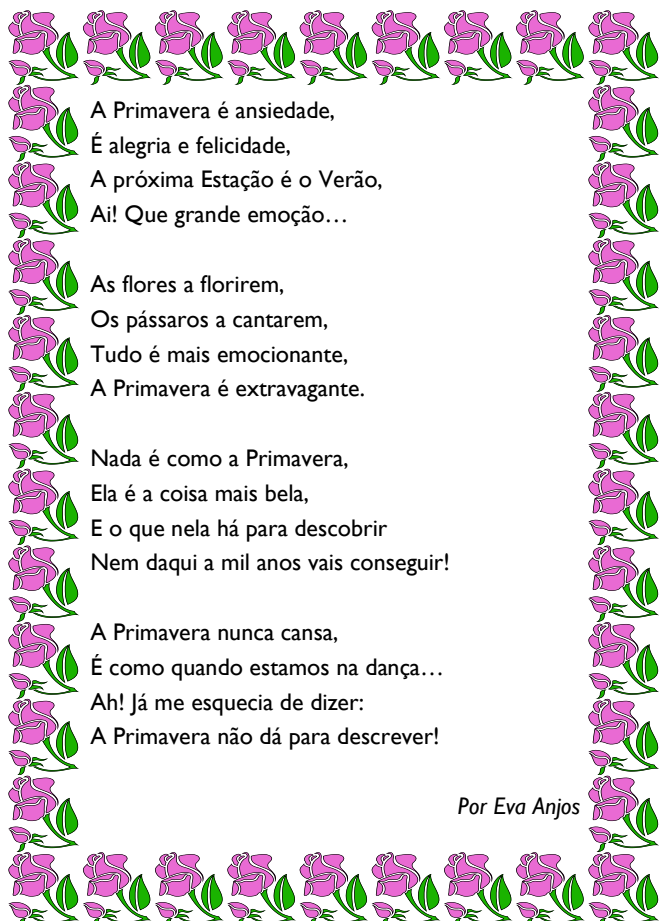 A Primavera é ansiedade,
É alegria e felicidade,
A próxima Estação é o Verão,
Ai! Que grande emoção…
As flores a florirem,
Os pássaros a cantarem,
Tudo é mais emocionante,
A Primavera é extravagante.
Nada é como a Primavera,
Ela é a coisa mais bela,
E o que nela há para descobrir
Nem daqui a mil anos vais conseguir!
A Primavera nunca cansa,
É como quando estamos na dança…
Ah! Já me esquecia de dizer:
A Primavera não dá para descrever!
Por Eva Anjos